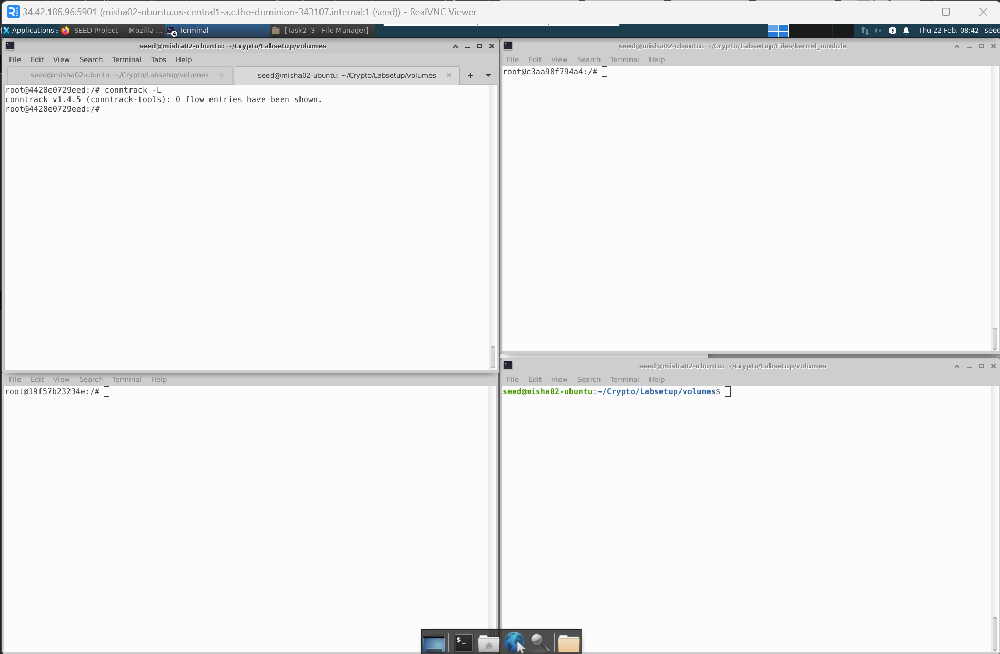 34.42.186.96:5901 (misha02-ubuntu.us-central1-a.c.the-dominion-343107.internal:1 (seed)) - RealVNC Viewer
Applications SEED Project — Mozilla ... 4 Terminal [Task2_3 - File Manager] Thu 22 Feb, 08:42 seed
seed@misha02-ubuntu: ~/Crypto/Labsetup/volumes
File Edit View Search Terminal Tabs Help
seed@misha02-ubuntu: ~/Crypto/Labsetup/volumes seed@misha02-ubuntu: ~/Crypto/Labsetup/volumes
root@4420e0729eed:/# conntrack -L
conntrack v1.4.5 (conntrack-tools): 0 flow entries have been shown.
root@4420e0729eed:/#
seed@misha02-ubuntu: ~/Crypto/Labsetup/Files/kernel_module
File Edit View Search Terminal Help
root@c3aa98f794a4:/#
File Edit View Search Terminal Help
root@19f57b23234e:/#
seed@misha02-ubuntu: ~/Crypto/Labsetup/volumes
File Edit View Search Terminal Help
seed@misha02-ubuntu:~/Crypto/Labsetup/volumes$
$_